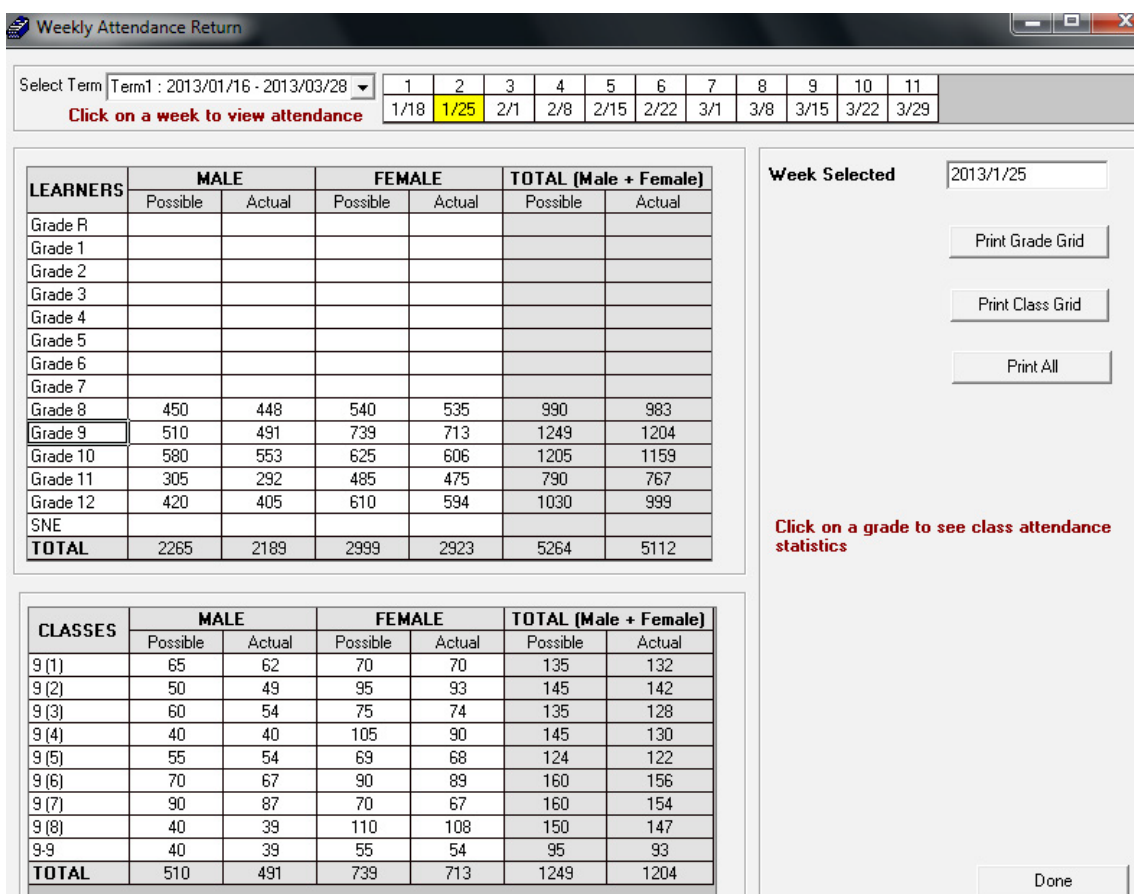 Weekly Attendance Return
Select Term Term1 : 2013/01/16 - 2013/03/28 1 2 3 4 5 6 7 8 9 10 11
Click on a week to view attendance 1/18 1/25 2/1 2/8 2/15 2/22 3/1 3/8 3/15 3/22 3/29
LEARNERS MALE FEMALE TOTAL (Male + Female)
Possible Actual Possible Actual Possible Actual
Grade R
Grade 1
Grade 2
Grade 3
Grade 4
Grade 5
Grade 6
Grade 7
Grade 8 450 448 540 535 990 983
Grade 9 510 491 739 713 1249 1204
Grade 10 580 553 625 606 1205 1159
Grade 11 305 292 485 475 790 767
Grade 12 420 405 610 594 1030 999
SNE
TOTAL 2265 2189 2999 2923 5264 5112
Week Selected 2013/1/25
Print Grade Grid
Print Class Grid
Print All
Click on a grade to see class attendance
statistics
CLASSES MALE FEMALE TOTAL (Male + Female)
Possible Actual Possible Actual Possible Actual
9 (1) 65 62 70 70 135 132
9 (2) 50 49 95 93 145 142
9 (3) 60 54 75 74 135 128
9 (4) 40 40 105 90 145 130
9 (5) 55 54 69 68 124 122
9 (6) 70 67 90 89 160 156
9 (7) 90 87 70 67 160 154
9 (8) 40 39 110 108 150 147
9-9 40 39 55 54 95 93
TOTAL 510 491 739 713 1249 1204
Done